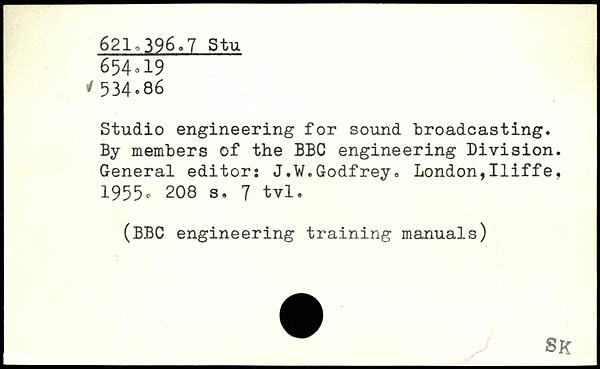 621.396.7 Stu
654.19
✓ 534.86
Studio engineering for sound broadcasting.
By members of the BBC engineering Division.
General editor: J.W.Godfrey. London,Iliffe,
1955. 208 s. 7 tvl.
(BBC engineering training manuals)
SK